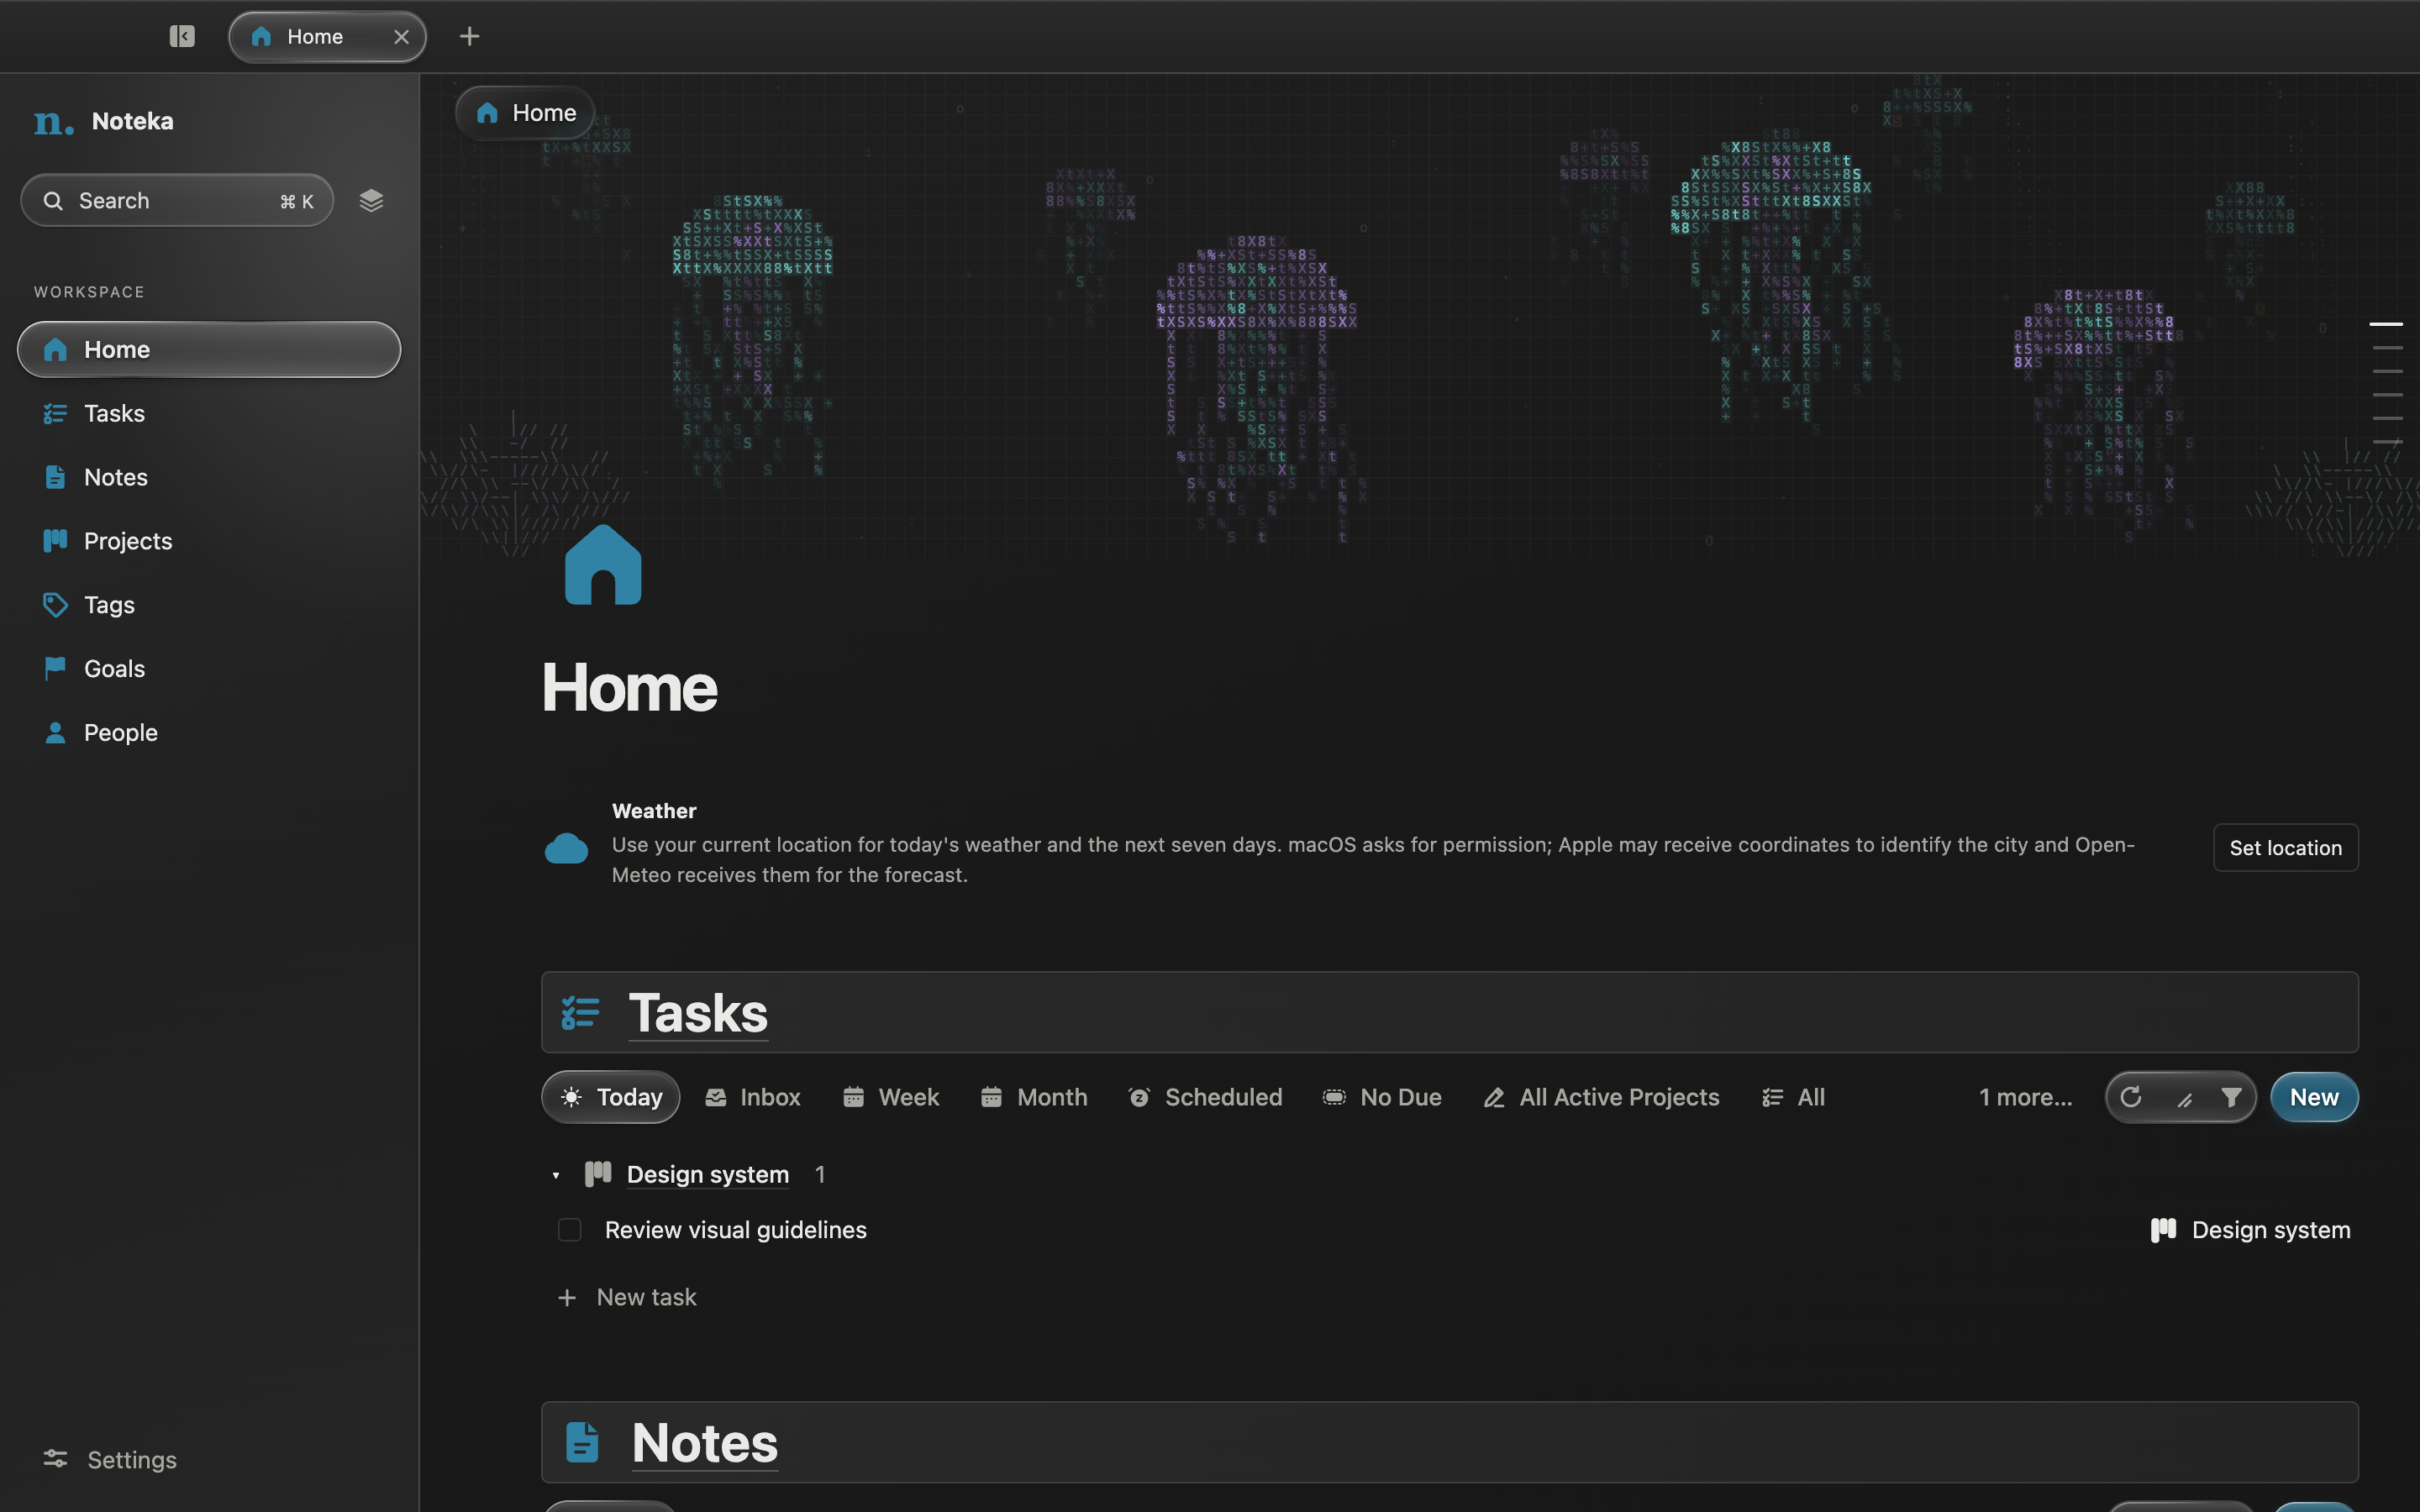 Home
n. Noteka
Search ⌘ K
WORKSPACE
Home
Tasks
Notes
Projects
Tags
Goals
People
Settings
Home
Home
Weather
Use your current location for today's weather and the next seven days. macOS asks for permission; Apple may receive coordinates to identify the city and Open-
Meteo receives them for the forecast.
Set location
Tasks
Today Inbox Week Month Scheduled No Due All Active Projects All 1 more... New
Design system 1
Review visual guidelines Design system
New task
Notes